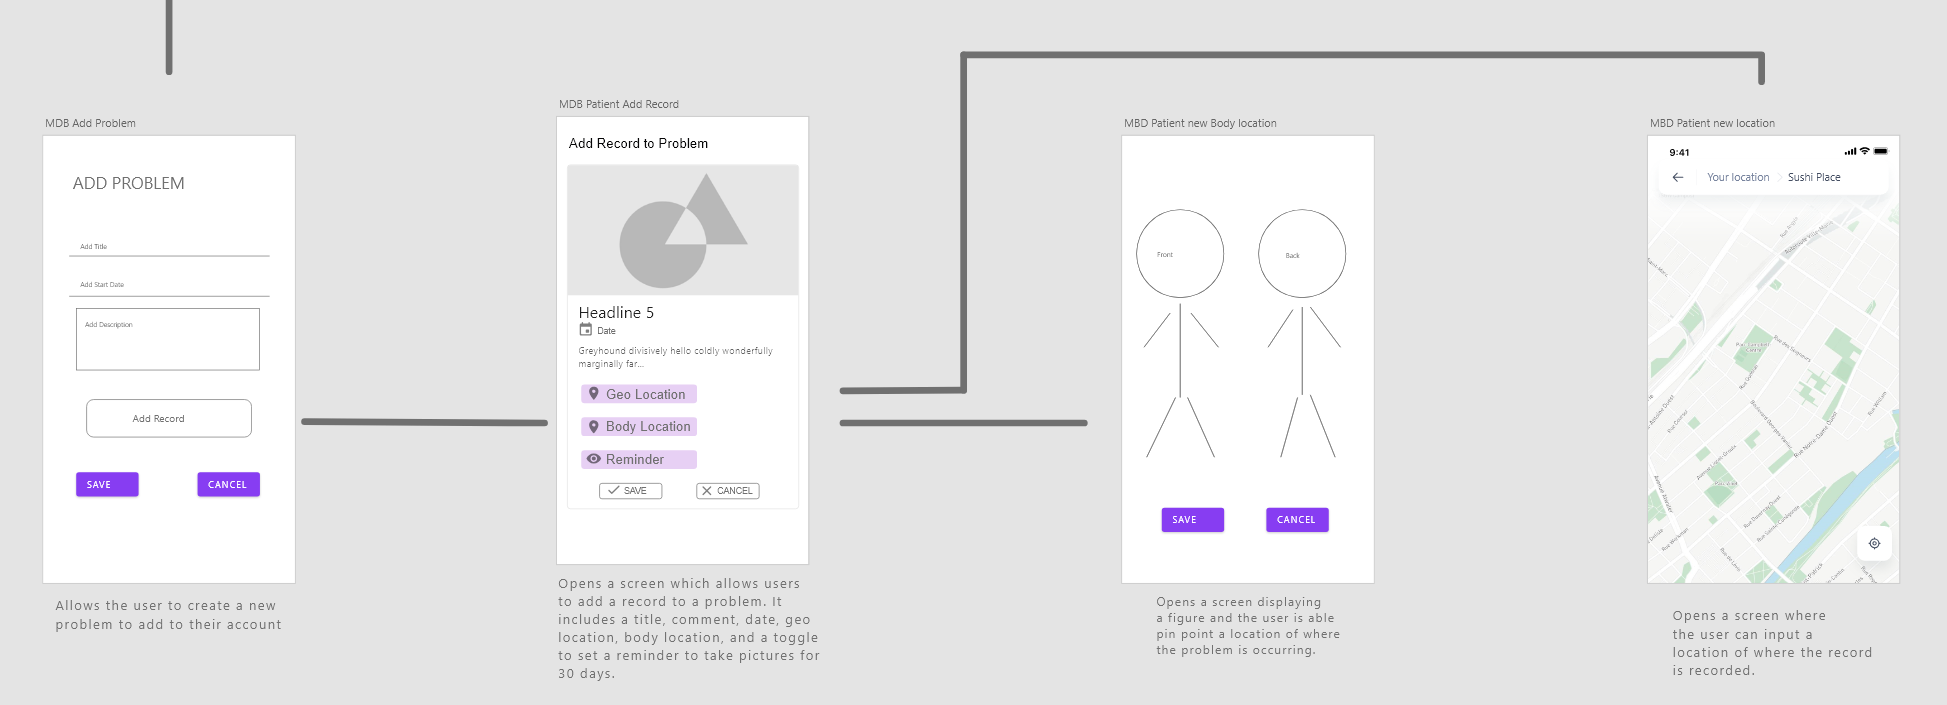 MDB Add Problem
ADD PROBLEM
Add Title
Add Start Date
Add Description
Add Record
SAVE
CANCEL
Allows the user to create a new
problem to add to their account
MDB Patient Add Record
Add Record to Problem
Headline 5
Date
Greyhound divisively hello coldly wonderfully
marginally far...
Geo Location
Body Location
Reminder
SAVE
CANCEL
Opens a screen which allows users
to add a record to a problem. It
includes a title, comment, date, geo
location, body location, and a toggle
to set a reminder to take pictures for
30 days.
MBD Patient new Body location
Front
Back
SAVE
CANCEL
Opens a screen displaying
a figure and the user is able
pin point a location of where
the problem is occurring.
MBD Patient new location
9:41
Your location
Sushi Place
Rue William
Rue Notre-Dame Ouest
Opens a screen where
the user can input a
location of where the record
is recorded.